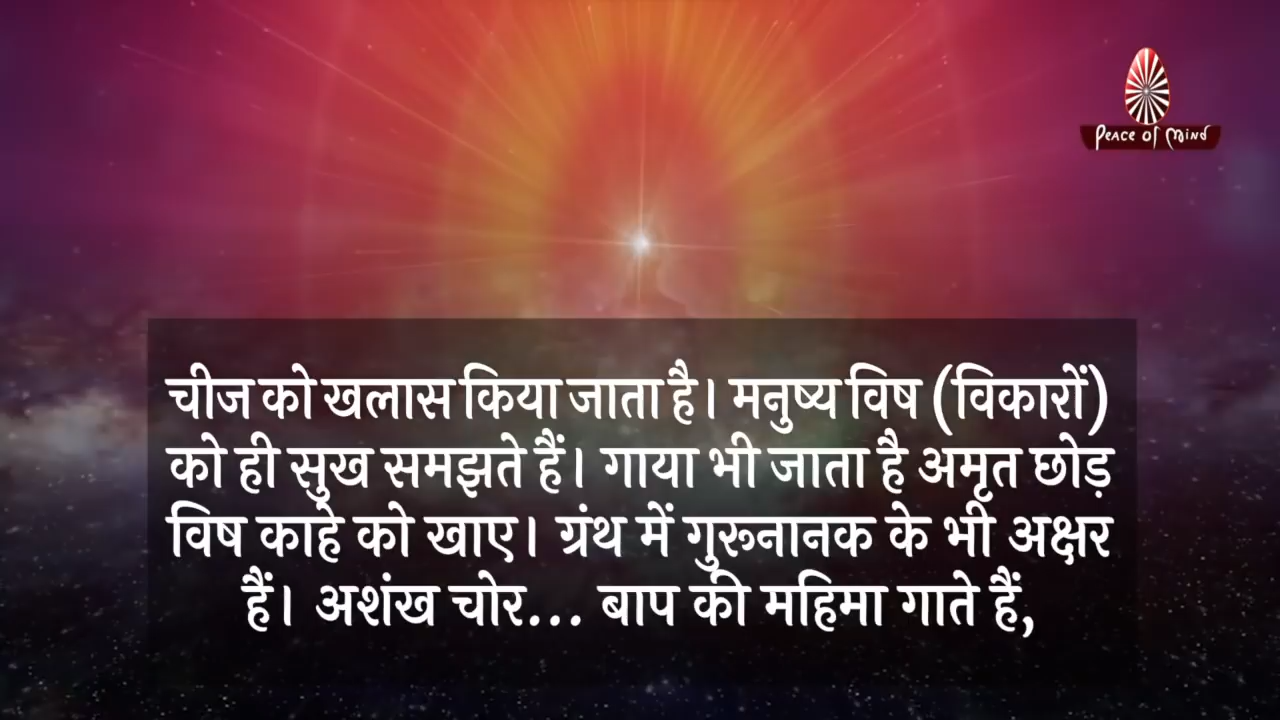 Peace of Mind
चीज को खलास किया जाता है। मनुष्य विष (विकारों)
को ही सुख समझते हैं। गाया भी जाता है अमृत छोड़
विष काहे को खाए। ग्रंथ में गुरूनानक के भी अक्षर
हैं। अशंख चोर... बाप की महिमा गाते हैं,